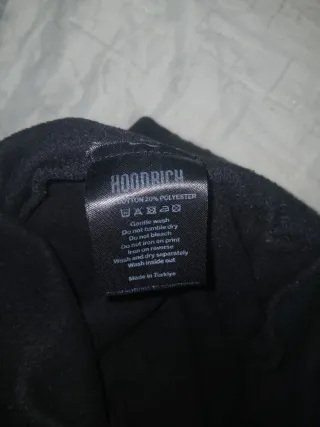 HOODRICH
COTTON 20% POLYESTER
Gentle wash
Do not tumble dry
Do not bleach
Do not iron on print
Iron on reverse
Wash and dry separately
Wash inside out
Made in Turkiye